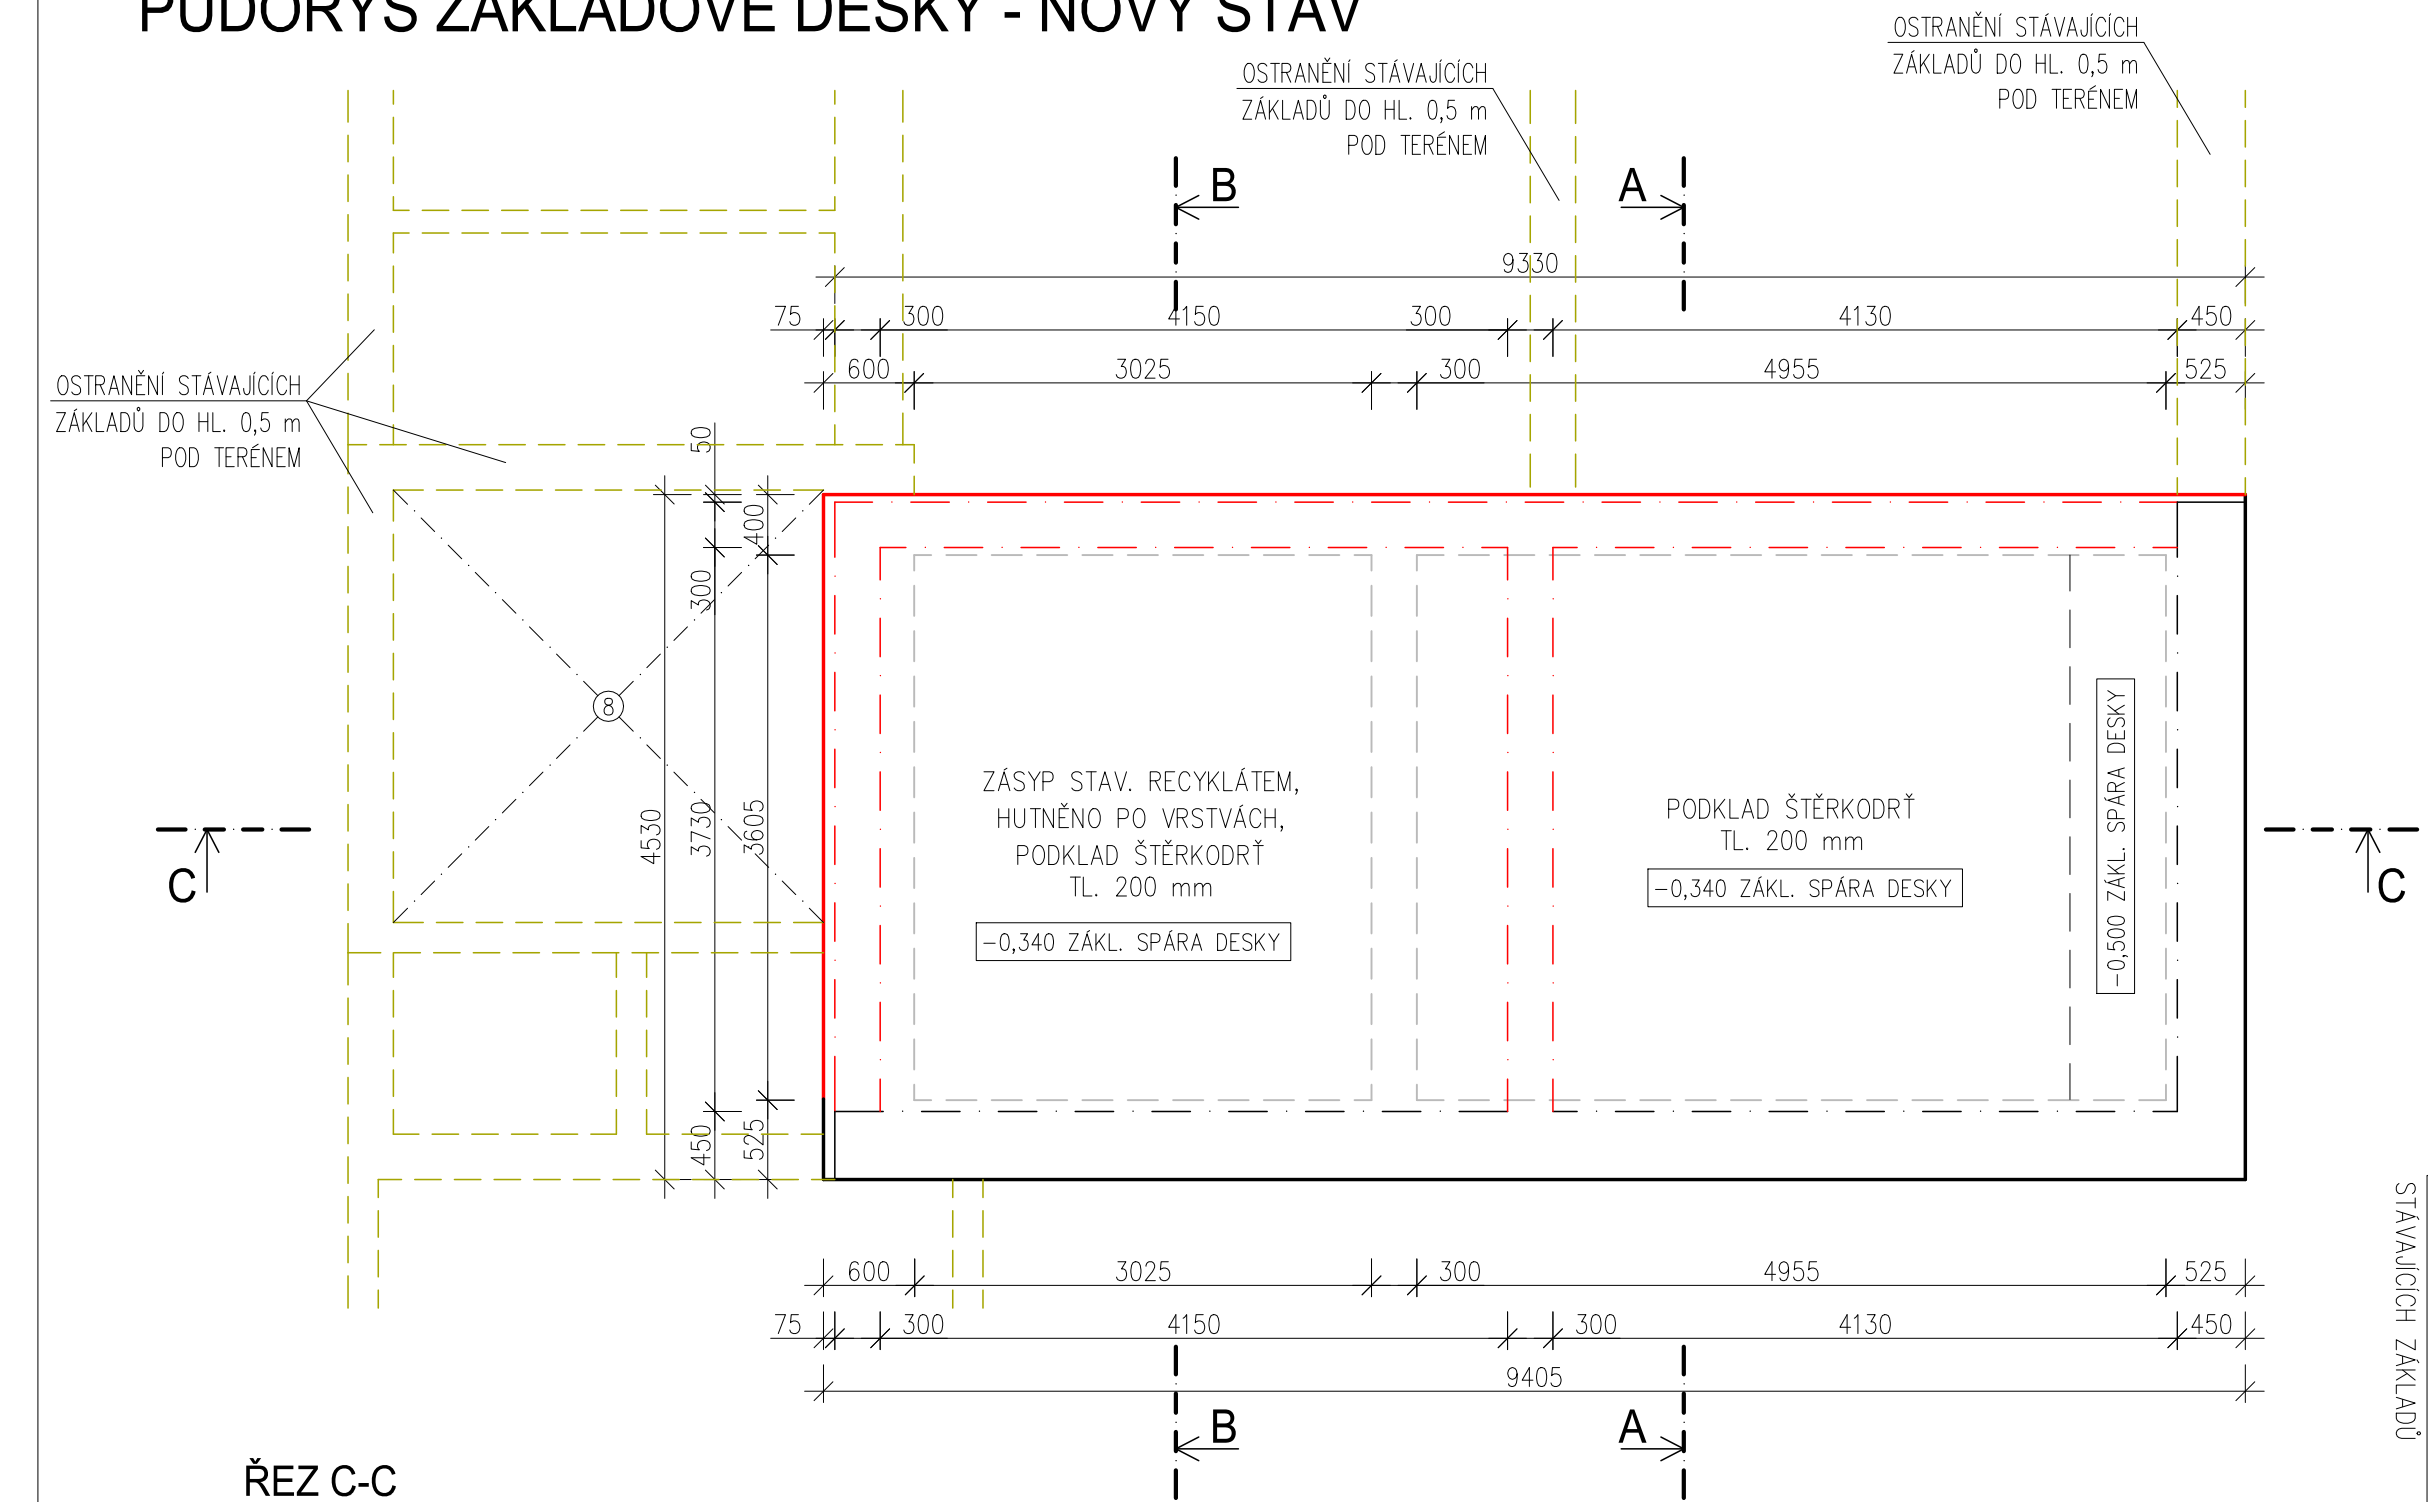 PŮDORYS ZÁKLADOVÉ DESKY - NOVÝ STAV
OSTRANĚNÍ STÁVAJÍCÍCH
ZÁKLADŮ DO HL. 0,5 m
POD TERÉNEM
OSTRANĚNÍ STÁVAJÍCÍCH
ZÁKLADŮ DO HL. 0,5 m
POD TERÉNEM
B
A
9330
75
300
4150
300
4130
450
600
3025
300
4955
525
OSTRANĚNÍ STÁVAJÍCÍCH
ZÁKLADŮ DO HL. 0,5 m
POD TERÉNEM
50
400
300
8
4530
3730
3605
450
525
ZÁSYP STAV. RECYKLÁTEM,
HUTNĚNO PO VRSTVÁCH,
PODKLAD ŠTĚRKODRŤ
TL. 200 mm
-0,340 ZÁKL. SPÁRA DESKY
PODKLAD ŠTĚRKODRŤ
TL. 200 mm
-0,340 ZÁKL. SPÁRA DESKY
-0,500 ZÁKL. SPÁRA DESKY
C
C
STÁVAJÍCÍCH ZÁKLADŮ
600
3025
300
4955
525
75
300
4150
300
4130
450
9405
B
A
ŘEZ C-C